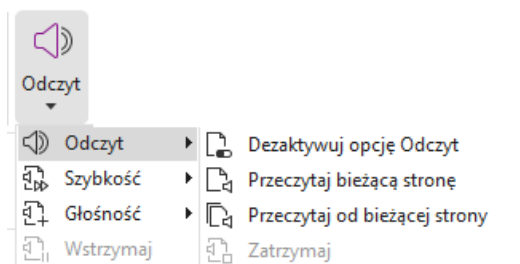 Odczyt
Odczyt
Szybkość
Głośność
Wstrzymaj
Dezaktywuj opcję Odczyt
Przeczytaj bieżącą stronę
Przeczytaj od bieżącej strony
Zatrzymaj